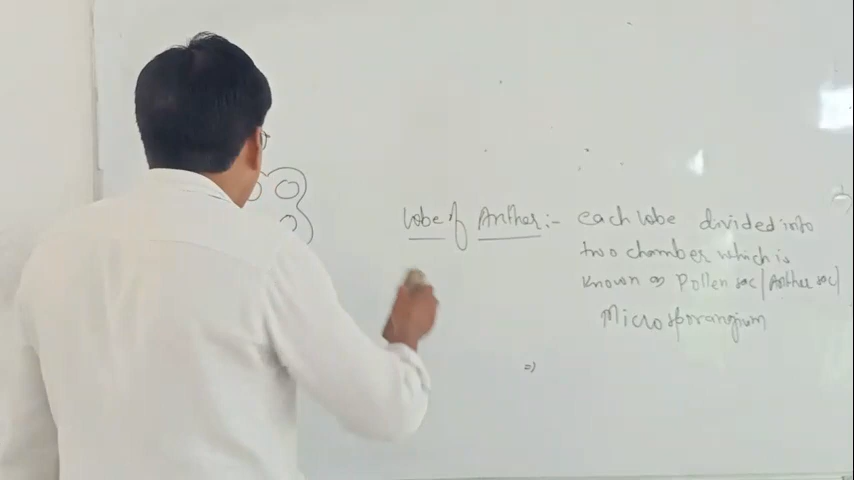 Lobe of Anther:- each lobe divided into
two chamber which is
known as Pollen sac/Anther sac/
Microsporangium
=)